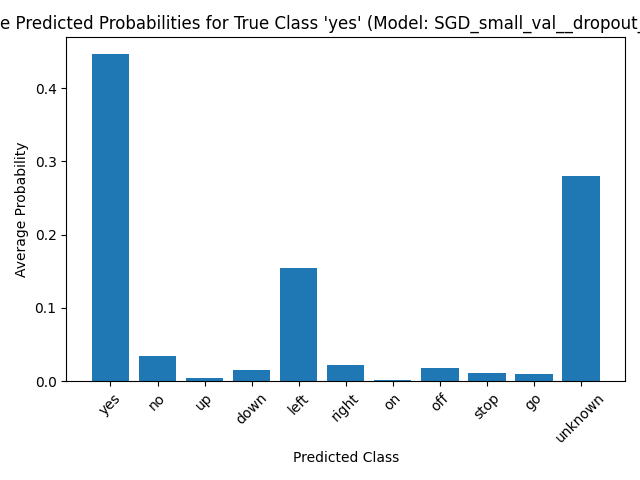 e Predicted Probabilities for True Class 'yes' (Model: SGD_small_val__dropout_
0.4
0.3
0.2
0.1
0.0
Average Probability
yes
no
up
down
left
right
on
off
stop
go
unknown
Predicted Class